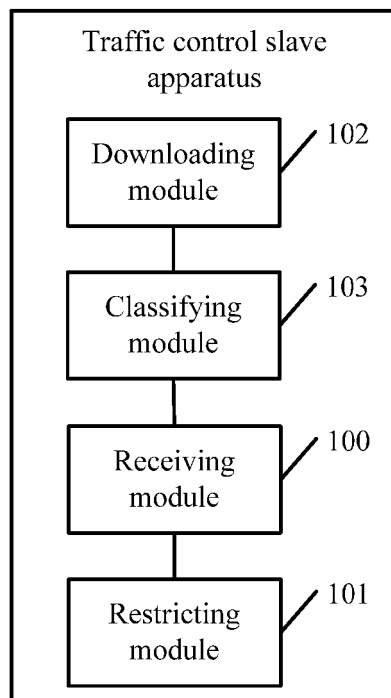 Traffic control slave
apparatus
Downloading
module
102
Classifying
module
103
Receiving
module
100
Restricting
module
101